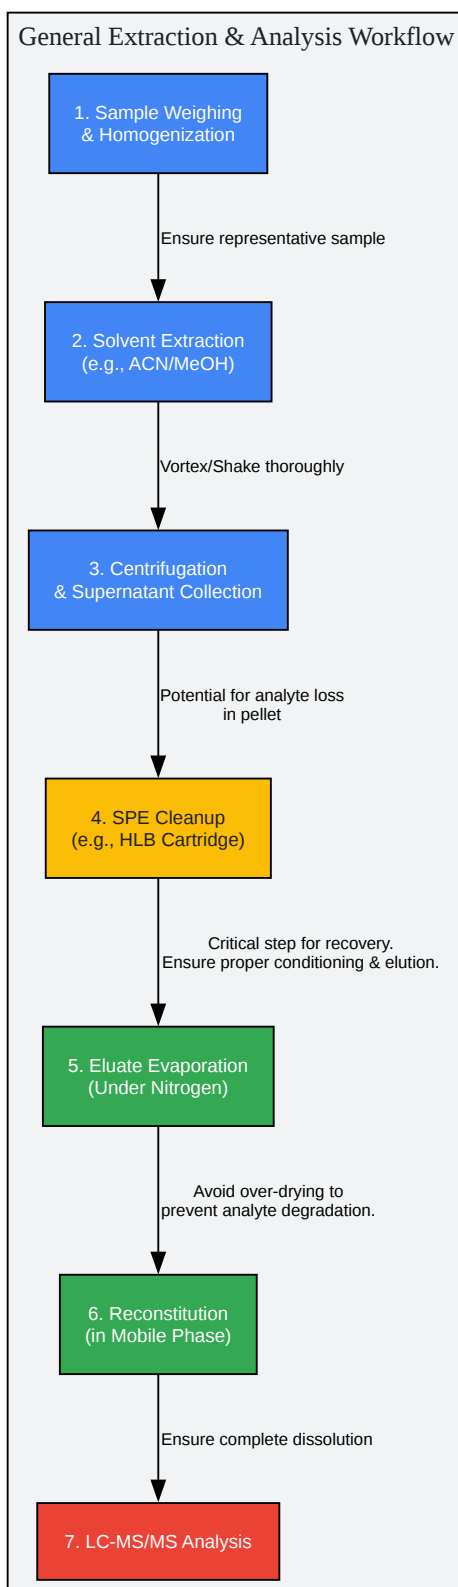 General Extraction & Analysis Workflow
1. Sample Weighing
& Homogenization
Ensure representative sample
2. Solvent Extraction
(e.g., ACN/MeOH)
Vortex/Shake thoroughly
3. Centrifugation
& Supernatant Collection
Potential for analyte loss
in pellet
4. SPE Cleanup
(e.g., HLB Cartridge)
Critical step for recovery.
Ensure proper conditioning & elution.
5. Eluate Evaporation
(Under Nitrogen)
Avoid over-drying to
prevent analyte degradation.
6. Reconstitution
(in Mobile Phase)
Ensure complete dissolution
7. LC-MS/MS Analysis